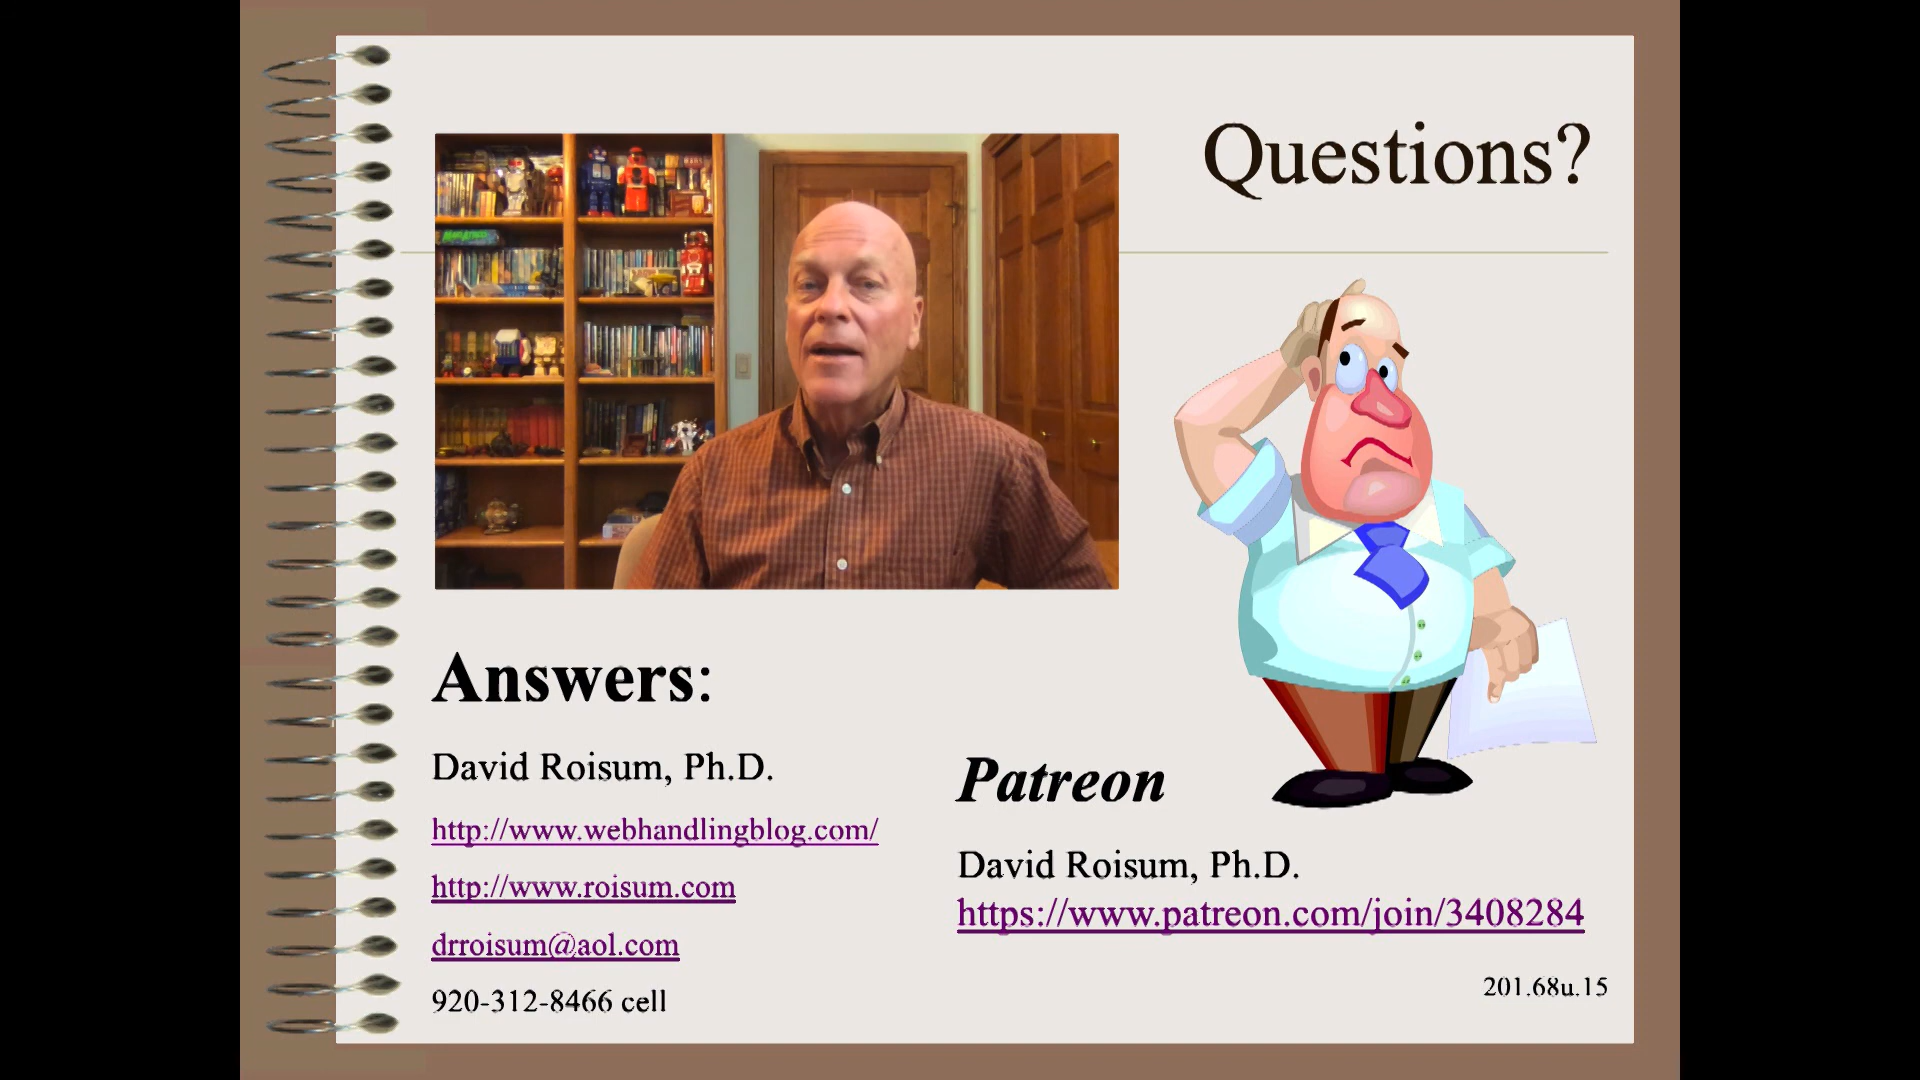 Questions?
Answers:
David Roisum, Ph.D.
http://www.webhandlingblog.com/
http://www.roisum.com
drroisum@aol.com
920-312-8466 cell
Patreon
David Roisum, Ph.D.
https://www.patreon.com/join/3408284
201.68u.15